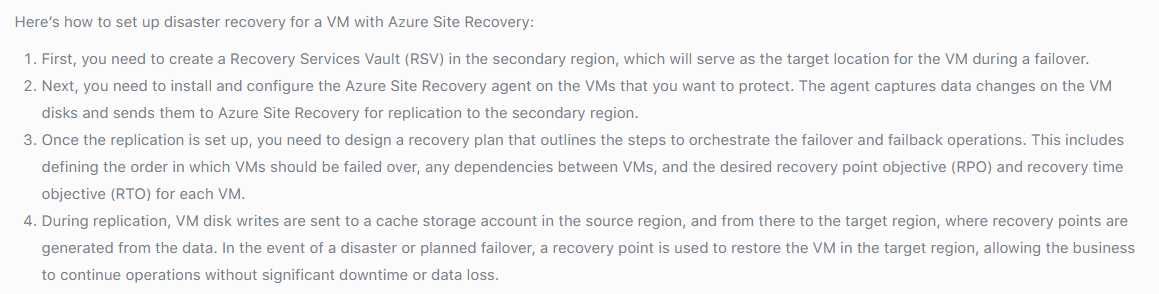 Here's how to set up disaster recovery for a VM with Azure Site Recovery:
1. First, you need to create a Recovery Services Vault (RSV) in the secondary region, which will serve as the target location for the VM during a failover.
2. Next, you need to install and configure the Azure Site Recovery agent on the VMs that you want to protect. The agent captures data changes on the VM
disks and sends them to Azure Site Recovery for replication to the secondary region.
3. Once the replication is set up, you need to design a recovery plan that outlines the steps to orchestrate the failover and failback operations. This includes
defining the order in which VMs should be failed over, any dependencies between VMs, and the desired recovery point objective (RPO) and recovery time
objective (RTO) for each VM.
4. During replication, VM disk writes are sent to a cache storage account in the source region, and from there to the target region, where recovery points are
generated from the data. In the event of a disaster or planned failover, a recovery point is used to restore the VM in the target region, allowing the business
to continue operations without significant downtime or data loss.